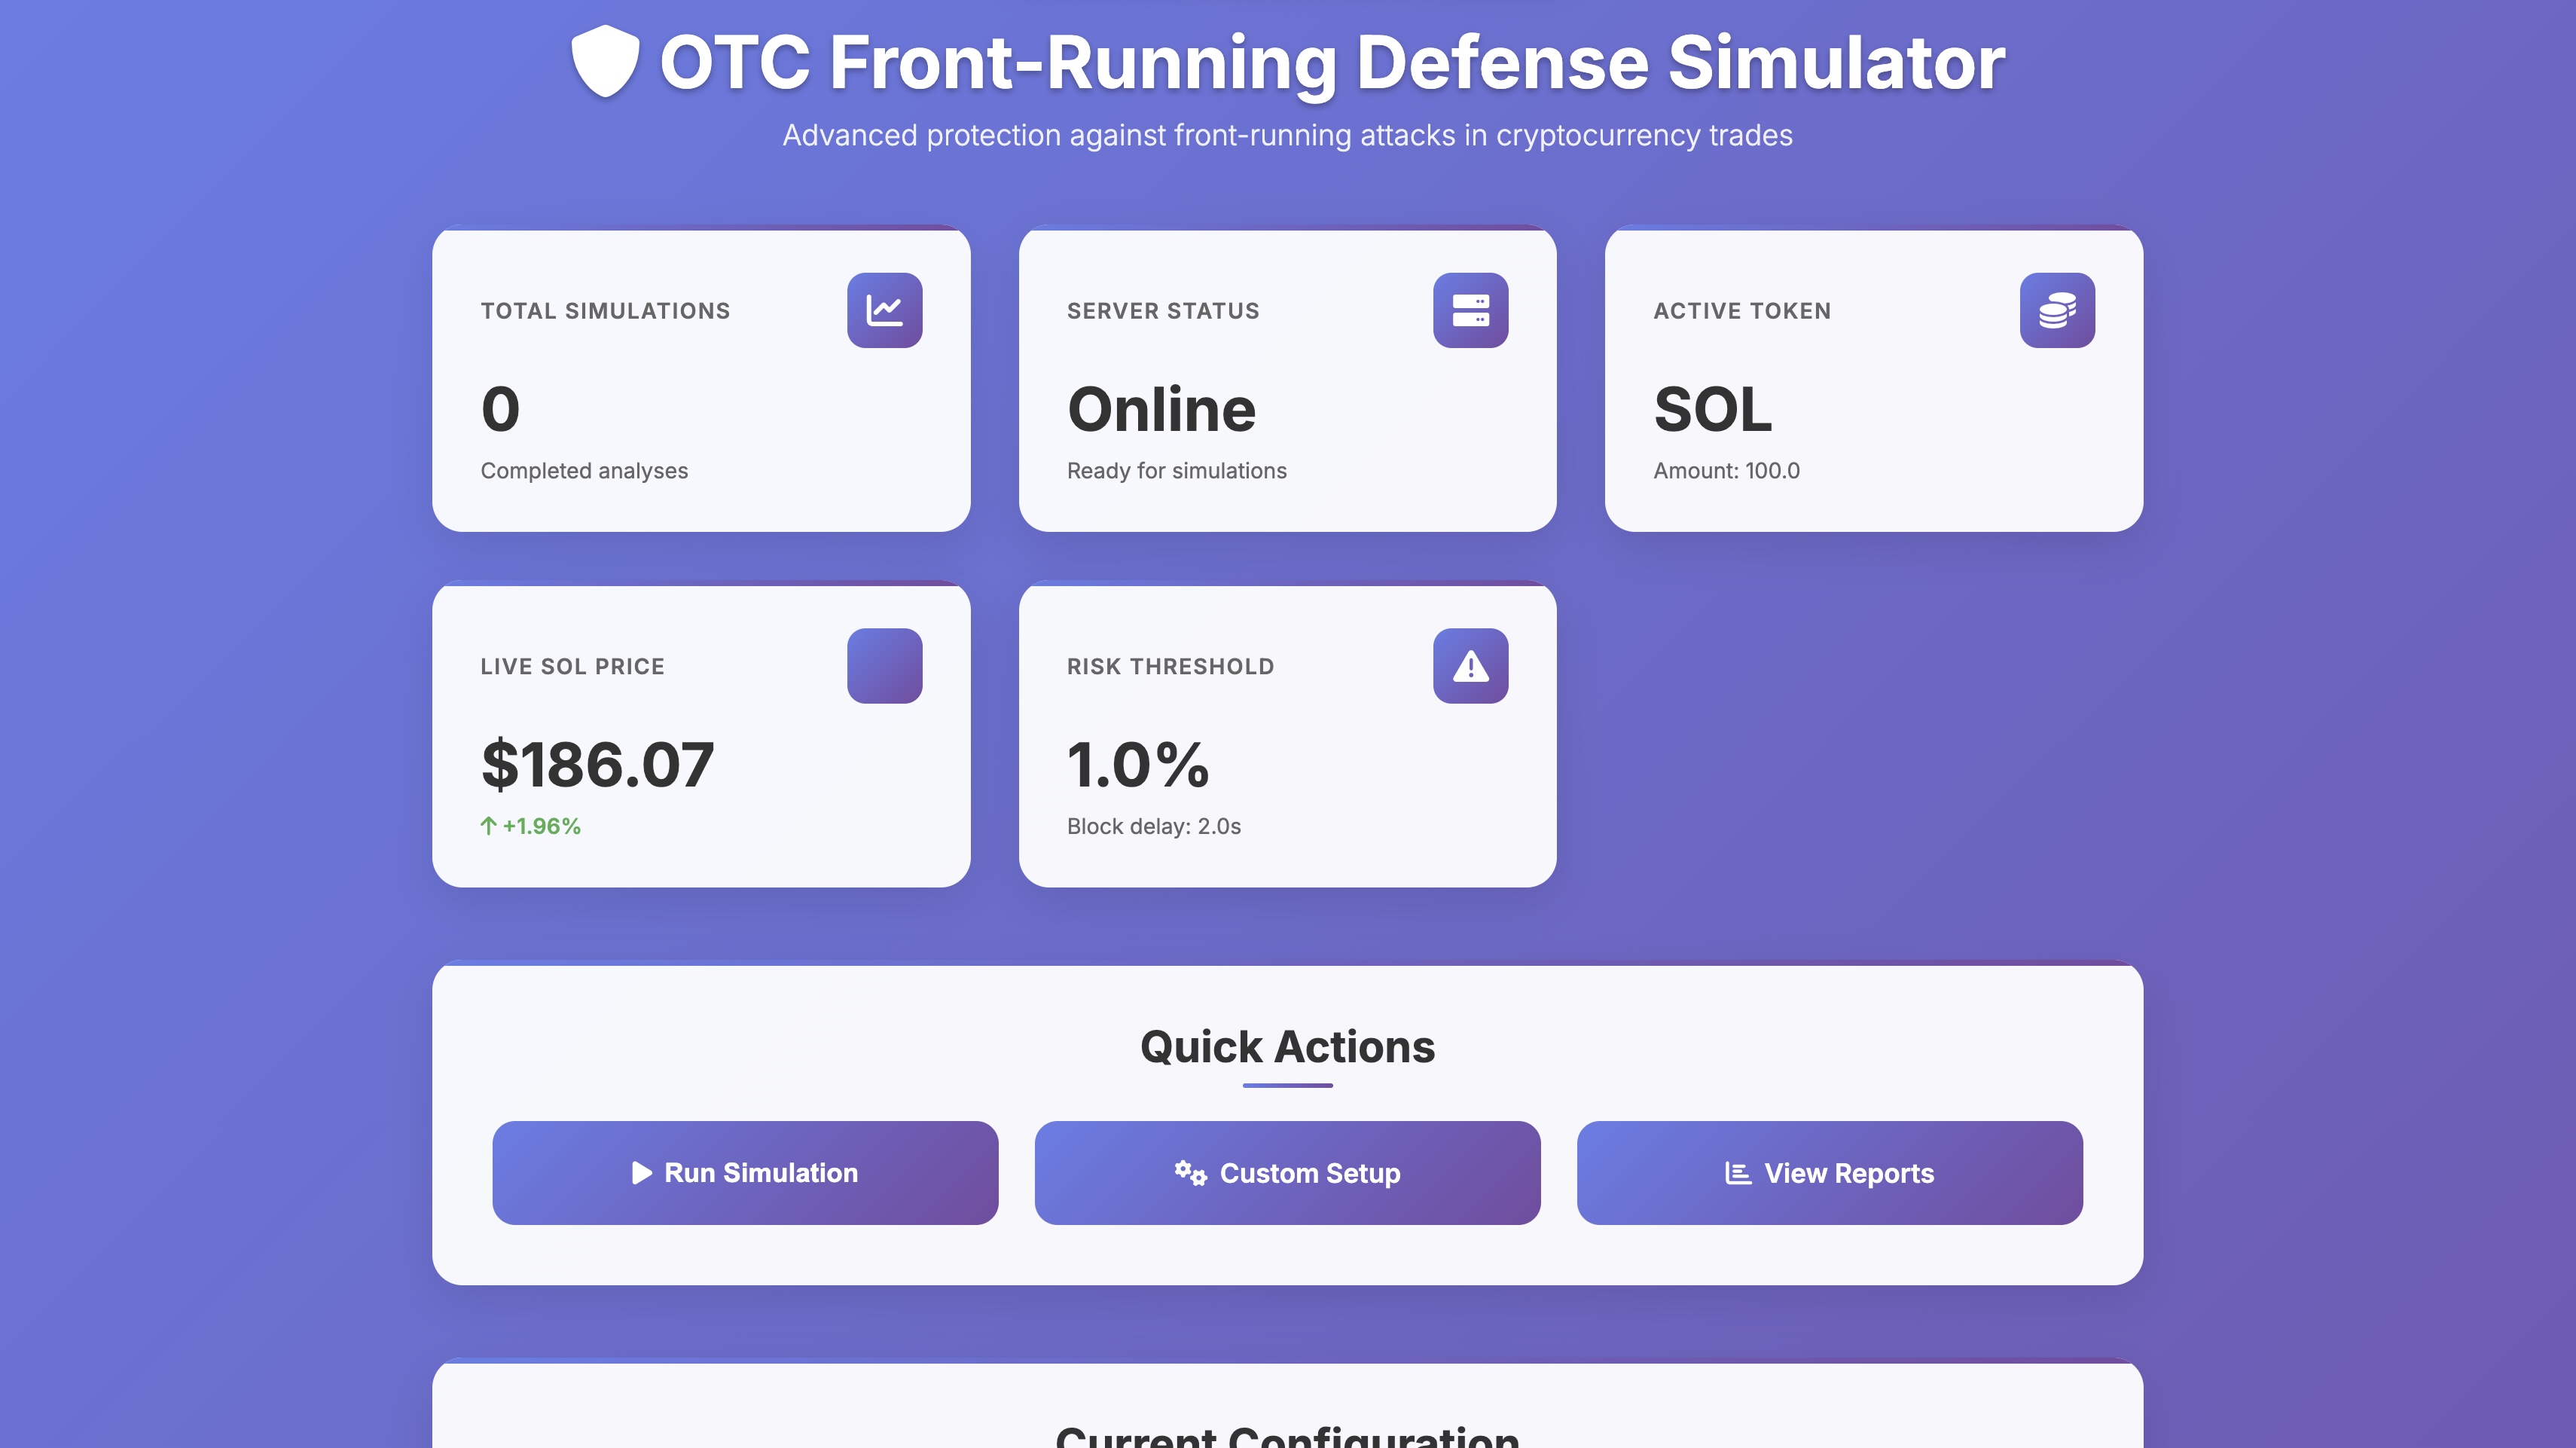 OTC Front-Running Defense Simulator
Advanced protection against front-running attacks in cryptocurrency trades
TOTAL SIMULATIONS
0
Completed analyses
SERVER STATUS
Online
Ready for simulations
ACTIVE TOKEN
SOL
Amount: 100.0
LIVE SOL PRICE
$186.07
↑ +1.96%
RISK THRESHOLD
1.0%
Block delay: 2.0s
Quick Actions
Run Simulation
Custom Setup
View Reports
Current Configuration